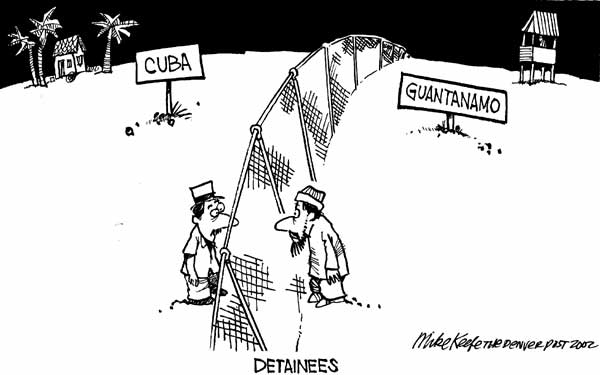 CUBA
GUANTANAMO
Mike Keefe THE DENVER POST 2002
DETAINEES